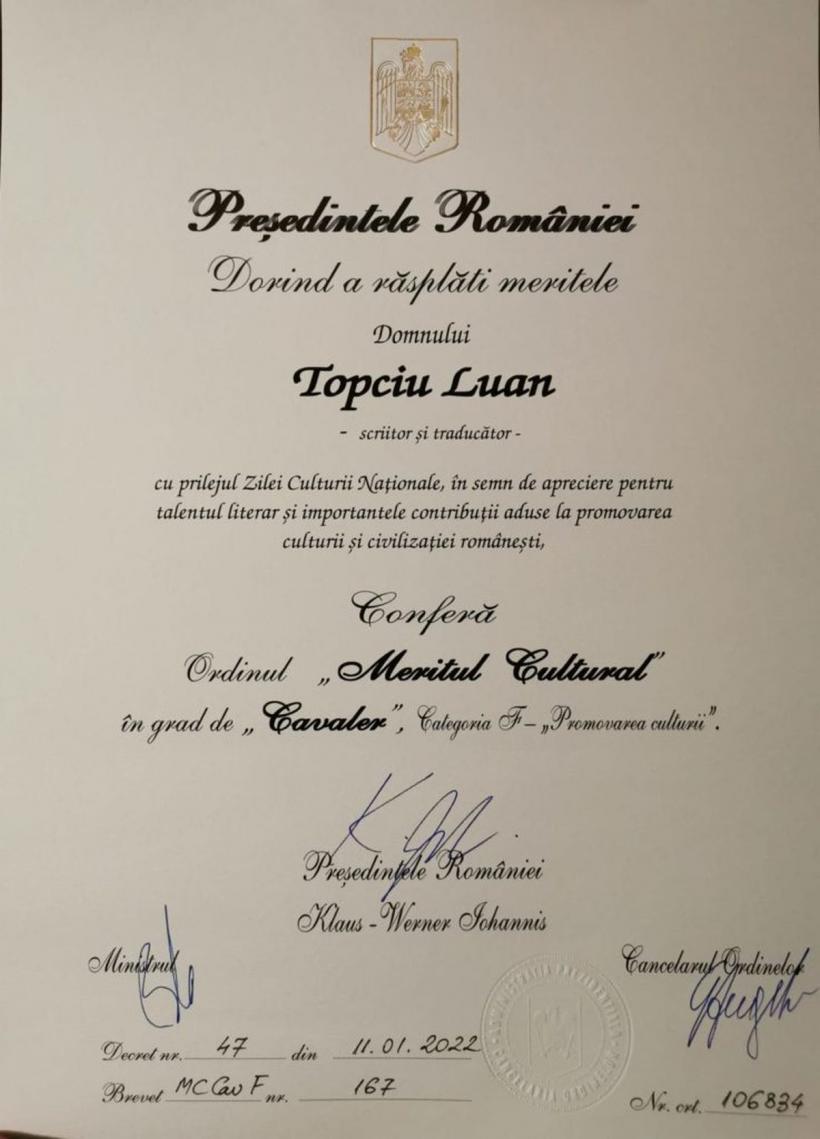 Președintele României
Dorind a răsplăti meritele
Domnului
Topciu Luan
- scriitor și traducător -
cu prilejul Zilei Culturii Naționale, în semn de apreciere pentru
talentul literar și importantele contribuții aduse la promovarea
culturii și civilizației românești,
Conferă
Ordinul „Meritul Cultural”
în grad de „Cavaler”, Categoria F – „Promovarea culturii”.
Președintele României
Klaus - Werner Iohannis
Ministrul
Cancelarul Ordinelor
Decret nr. 47 din 11.01.2022
Brevet MC Cav F nr. 167
Nr. crt. 106834